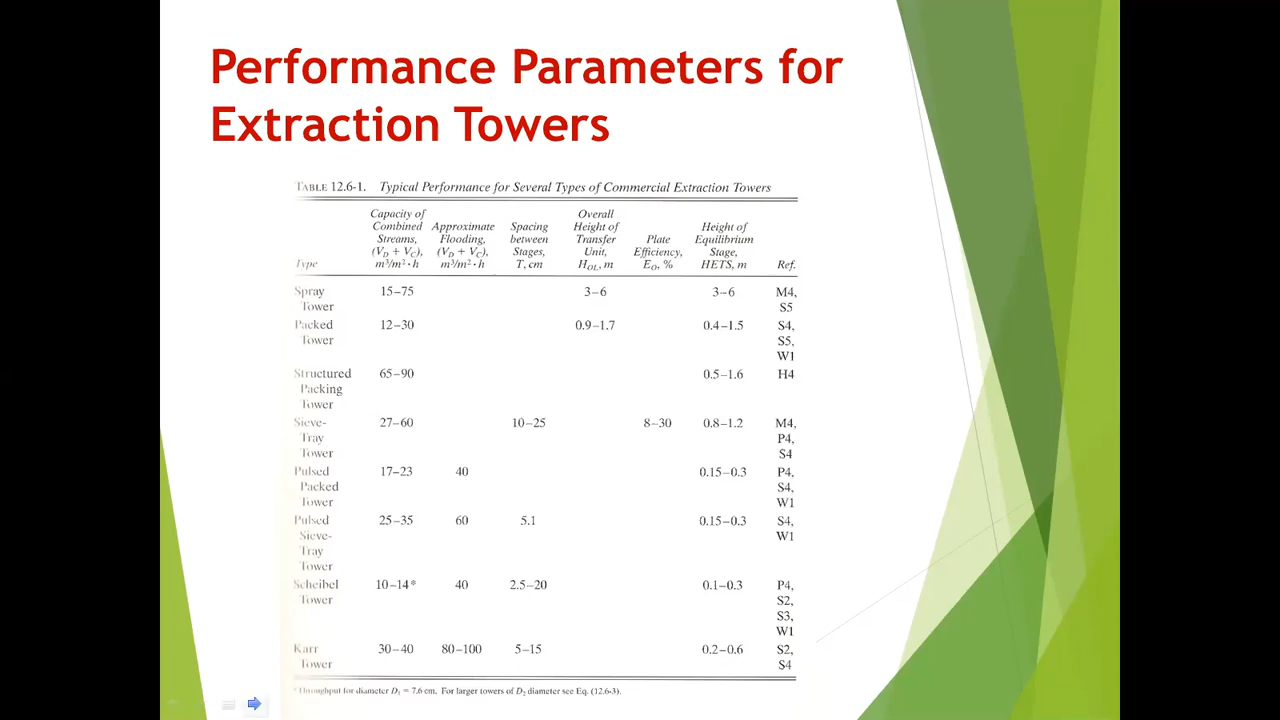 Performance Parameters for
Extraction Towers
TABLE 12.6-1. Typical Performance for Several Types of Commercial Extraction Towers
Type
Capacity of
Combined
Streams,
(V_D + V_C),
m³/m² · h
Approximate
Flooding,
(V_D + V_C),
m³/m² · h
Spacing
between
Stages,
T, cm
Overall
Height of
Transfer
Unit,
H_OL, m
Plate
Efficiency,
E_O, %
Height of
Equilibrium
Stage,
HETS, m
Ref.
Spray 15–75 3–6 3–6 M4,
Tower S5
Packed 12–30 0.9–1.7 0.4–1.5 S4,
Tower S5,
W1
Structured 65–90 0.5–1.6 H4
Packing
Tower
Sieve- 27–60 10–25 8–30 0.8–1.2 M4,
Tray P4,
Tower S4
Pulsed 17–23 40 0.15–0.3 P4,
Packed S4,
Tower W1
Pulsed 25–35 60 5.1 0.15–0.3 S4,
Sieve- W1
Tray
Tower
Scheibel 10–14* 40 2.5–20 0.1–0.3 P4,
Tower S2,
S3,
W1
Karr 30–40 80–100 5–15 0.2–0.6 S2,
Tower S4
* Throughput for diameter D₁ = 7.6 cm. For larger towers of D₂ diameter see Eq. (12.6-3).